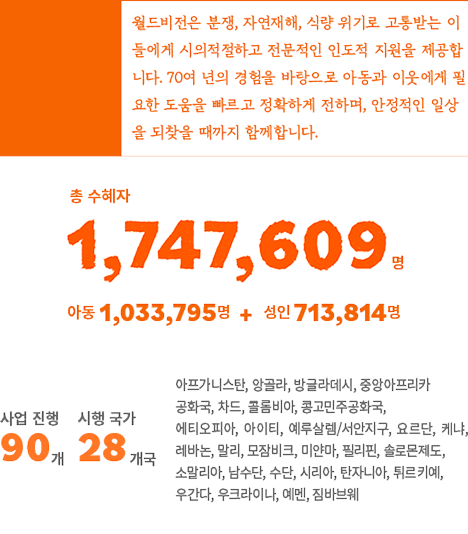 월드비전은 분쟁, 자연재해, 식량 위기로 고통받는 이
들에게 시의적절하고 전문적인 인도적 지원을 제공합
니다. 70여 년의 경험을 바탕으로 아동과 이웃에게 필
요한 도움을 빠르고 정확하게 전하며, 안정적인 일상
을 되찾을 때까지 함께합니다.
총 수혜자
1,747,609명
아동 1,033,795명 + 성인 713,814명
사업 진행
90개
시행 국가
28개국
아프가니스탄, 앙골라, 방글라데시, 중앙아프리카
공화국, 차드, 콜롬비아, 콩고민주공화국,
에티오피아, 아이티, 예루살렘/서안지구, 요르단, 케냐,
레바논, 말리, 모잠비크, 미얀마, 필리핀, 솔로몬제도,
소말리아, 남수단, 수단, 시리아, 탄자니아, 튀르키예,
우간다, 우크라이나, 예멘, 짐바브웨